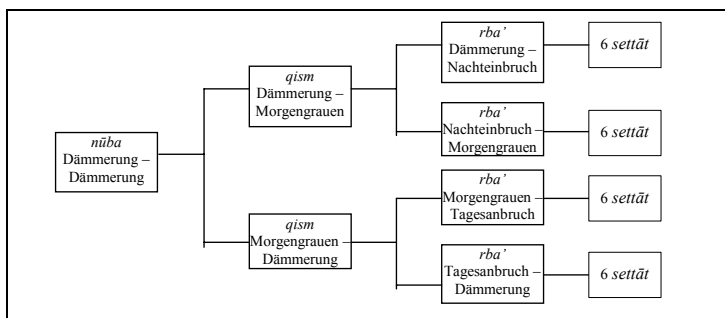 nūba
Dämmerung –
Dämmerung
qism
Dämmerung –
Morgengrauen
qism
Morgengrauen –
Dämmerung
rba’
Dämmerung –
Nachteinbruch
rba’
Nachteinbruch –
Morgengrauen
rba’
Morgengrauen –
Tagesanbruch
rba’
Tagesanbruch –
Dämmerung
6 settāt
6 settāt
6 settāt
6 settāt